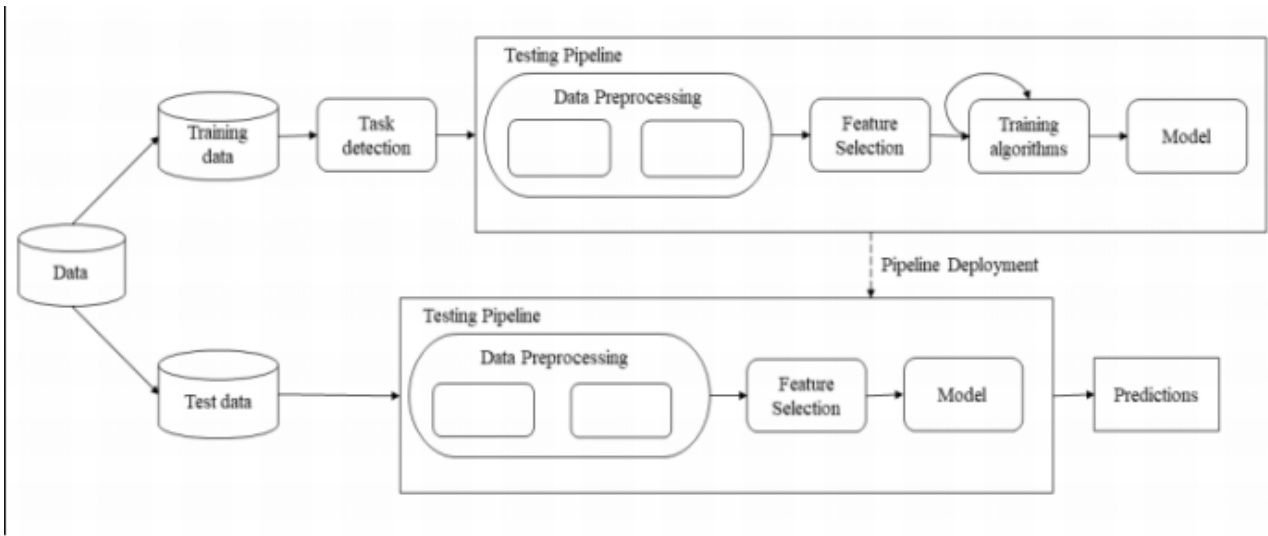 Testing Pipeline
Data Preprocessing
Training
data
Task
detection
Feature
Selection
Training
algorithms
Model
Data
Pipeline Deployment
Testing Pipeline
Data Preprocessing
Test data
Feature
Selection
Model
Predictions